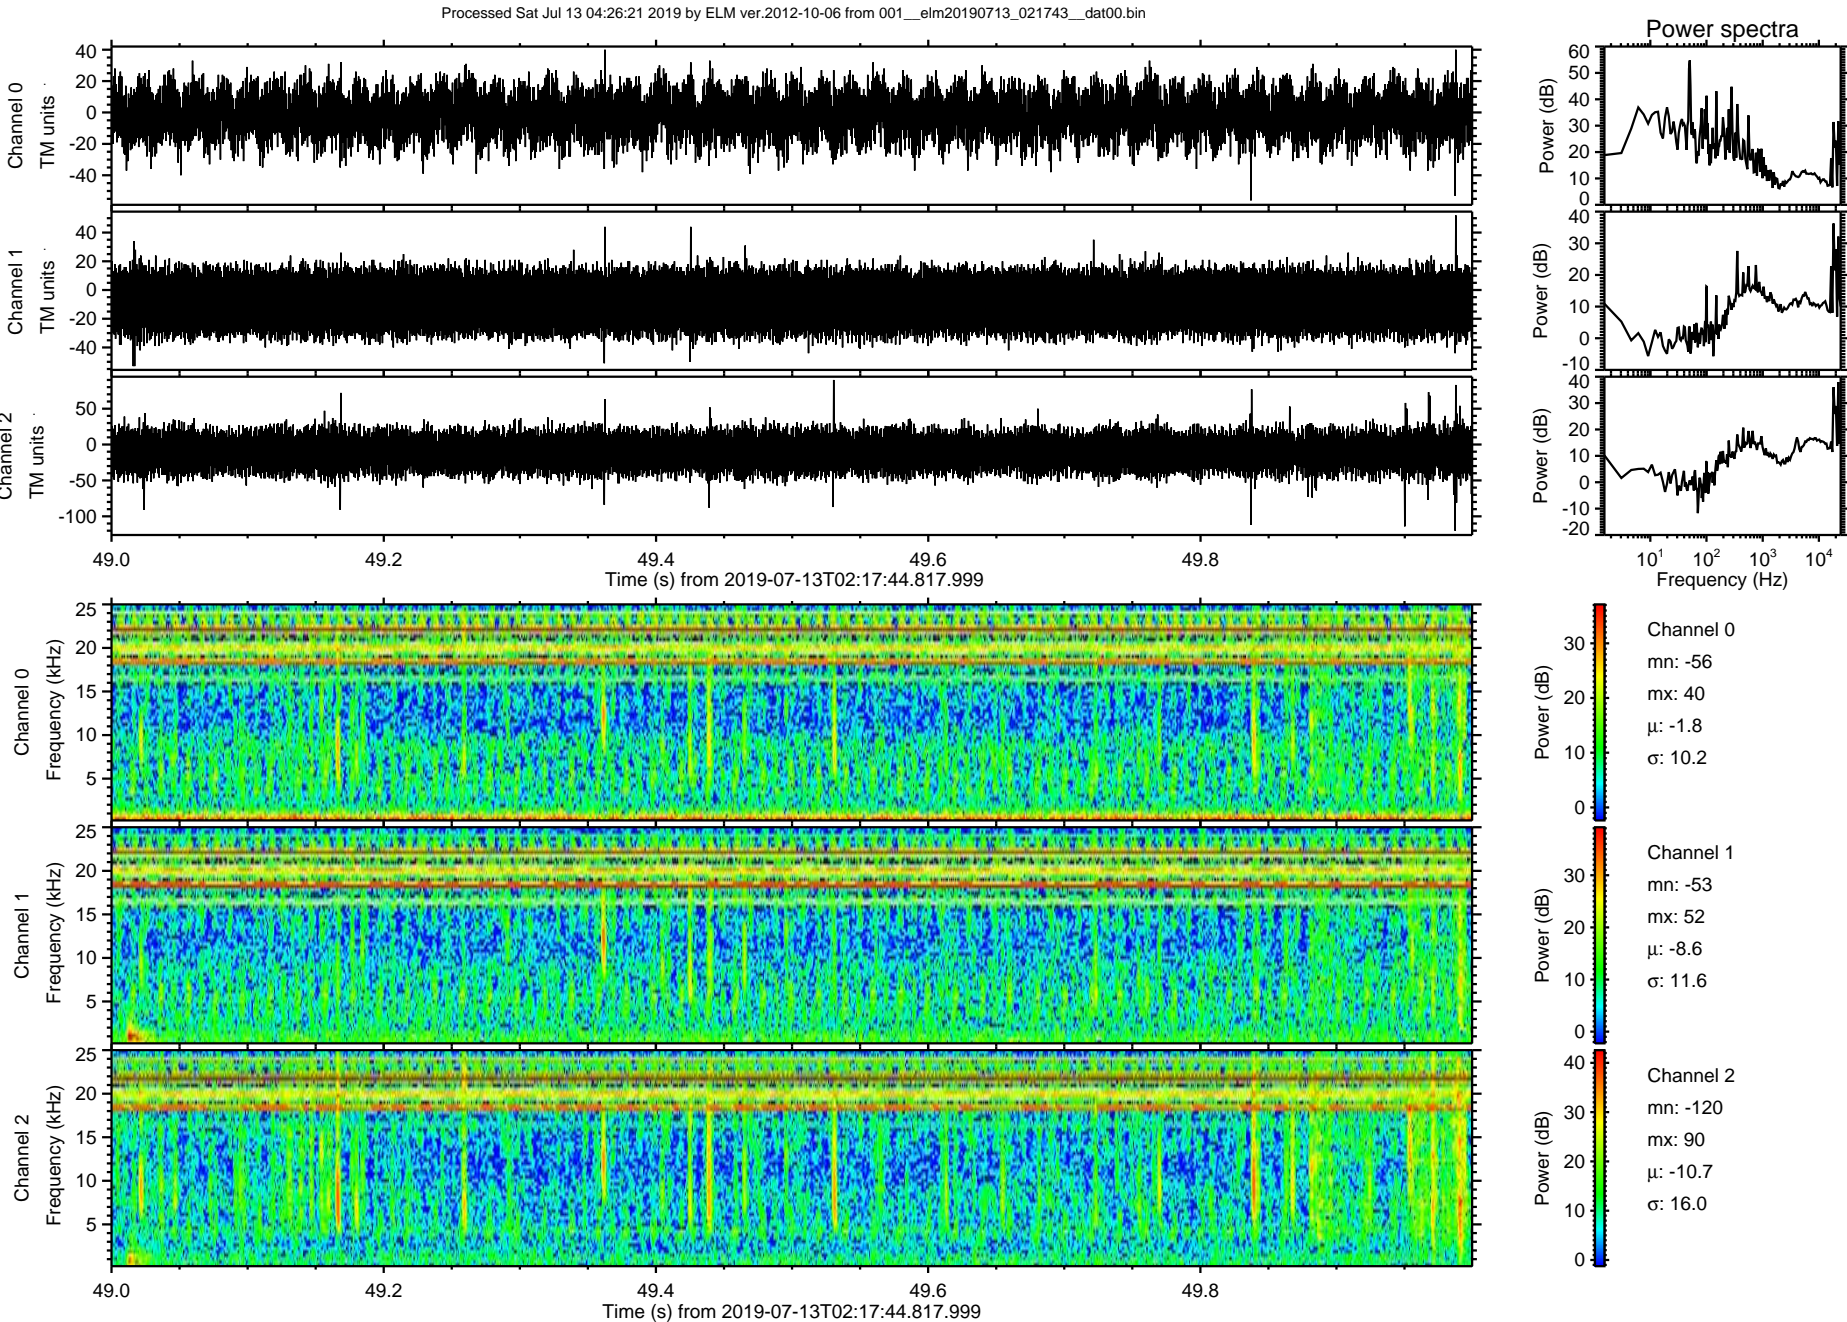 Processed Sat Jul 13 04:26:21 2019 by ELM ver.2012-10-06 from 001__elm20190713_021743__dat00.bin
Power spectra
Channel 0
TM units
40
20
0
-20
-40
Power (dB)
60
50
40
30
20
10
0
Channel 1
TM units
40
20
0
-20
-40
Power (dB)
40
30
20
10
0
-10
Channel 2
TM units
50
0
-50
-100
Power (dB)
40
30
20
10
0
-10
-20
49.0 49.2 49.4 49.6 49.8
Time (s) from 2019-07-13T02:17:44.817.999
10^1 10^2 10^3 10^4
Frequency (Hz)
Channel 0
Frequency (kHz)
25
20
15
10
5
Power (dB)
30
20
10
0
Channel 0
mn: -56
mx: 40
μ: -1.8
σ: 10.2
Channel 1
Frequency (kHz)
25
20
15
10
5
Power (dB)
30
20
10
0
Channel 1
mn: -53
mx: 52
μ: -8.6
σ: 11.6
Channel 2
Frequency (kHz)
25
20
15
10
5
Power (dB)
40
30
20
10
0
Channel 2
mn: -120
mx: 90
μ: -10.7
σ: 16.0
49.0 49.2 49.4 49.6 49.8
Time (s) from 2019-07-13T02:17:44.817.999